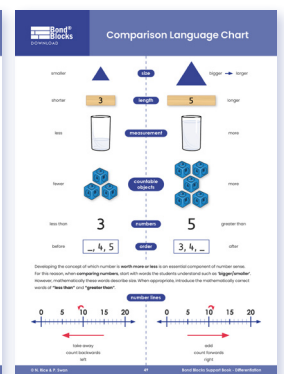 Bond®
Blocks
DOWNLOAD
Comparison Language Chart
smaller size bigger → larger
shorter 3 length 5 longer
less measurement more
fewer countable objects more
less than 3 numbers 5 greater than
before _, 4, 5 order 3, 4, _ after
Developing the concept of which number is worth more or less is an essential component of number sense.
For this reason, when comparing numbers, start with words the students understand such as 'bigger/smaller'.
However, mathematically these words describe size. When appropriate, introduce the mathematically correct
words of "less than" and "greater than".
number lines
0 5 10 15 20 0 5 10 15 20
take away add
count backwards count forwards
left right
Bond Blocks Support Book - Differentiation